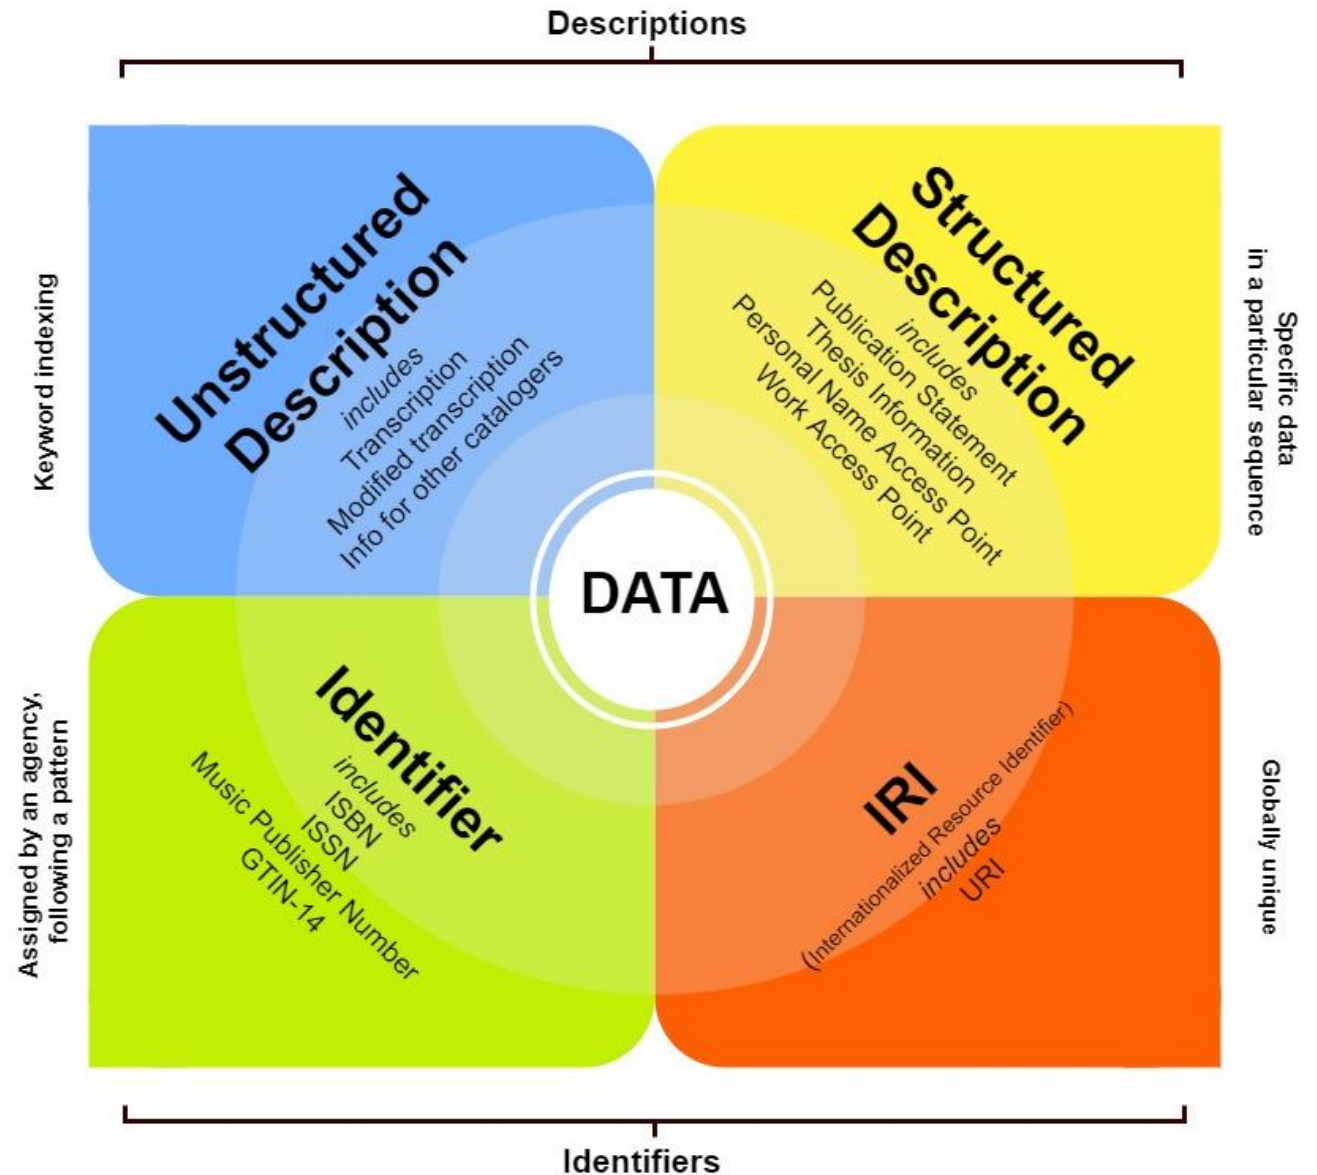 Descriptions
Keyword indexing
Unstructured
Description
includes
Transcription
Modified transcription
Info for other catalogers
Structured
Description
includes
Publication Statement
Thesis Information
Personal Name Access Point
Work Access Point
Specific data
in a particular sequence
DATA
Assigned by an agency,
following a pattern
Identifier
includes
ISBN
ISSN
Music Publisher Number
GTIN-14
IRI
(Internationalized Resource Identifier)
includes
URI
Globally unique
Identifiers